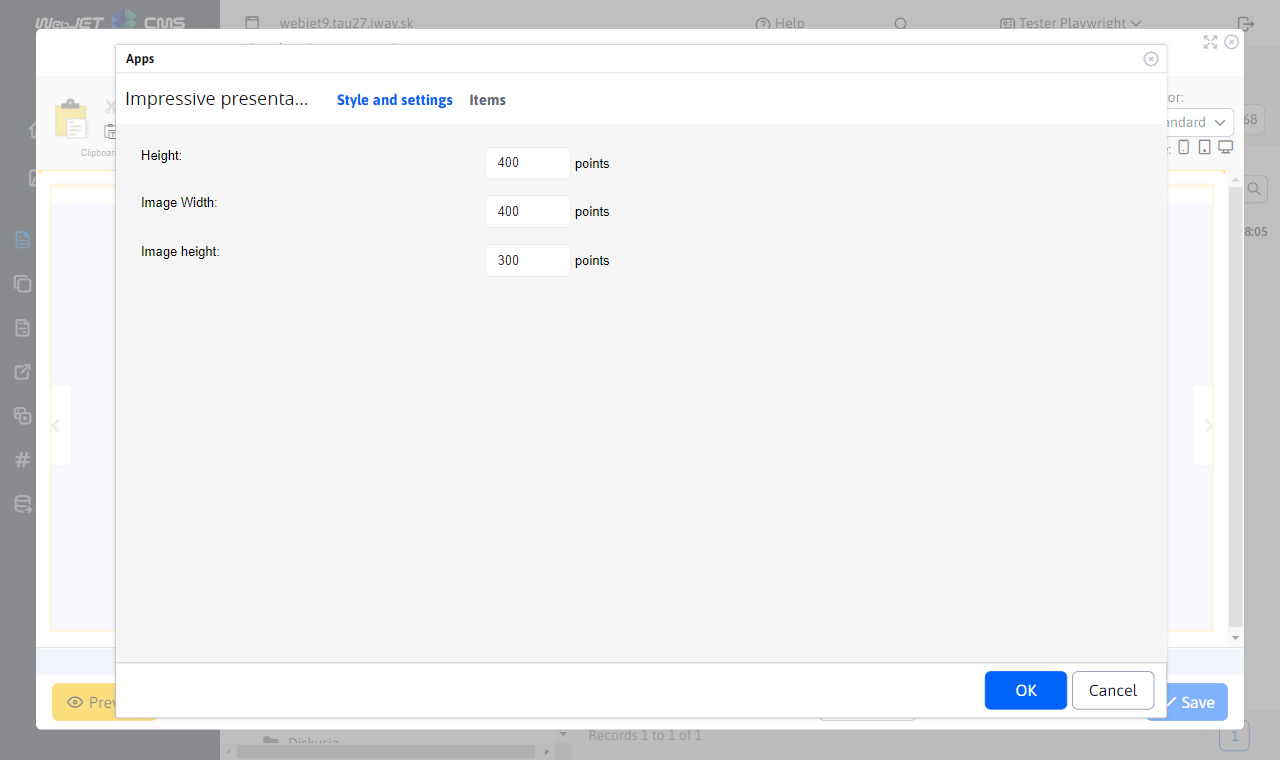 WebJET CMS
webjet9.tau27.iway.sk
Help
Tester Playwright
Apps
Impressive presenta...
Style and settings
Items
or:
andard
68
Clipboar
Height:
400
points
Image Width:
400
points
8:05
Image height:
300
points
OK
Cancel
Prev
Save
Diskusia
Records 1 to 1 of 1
1